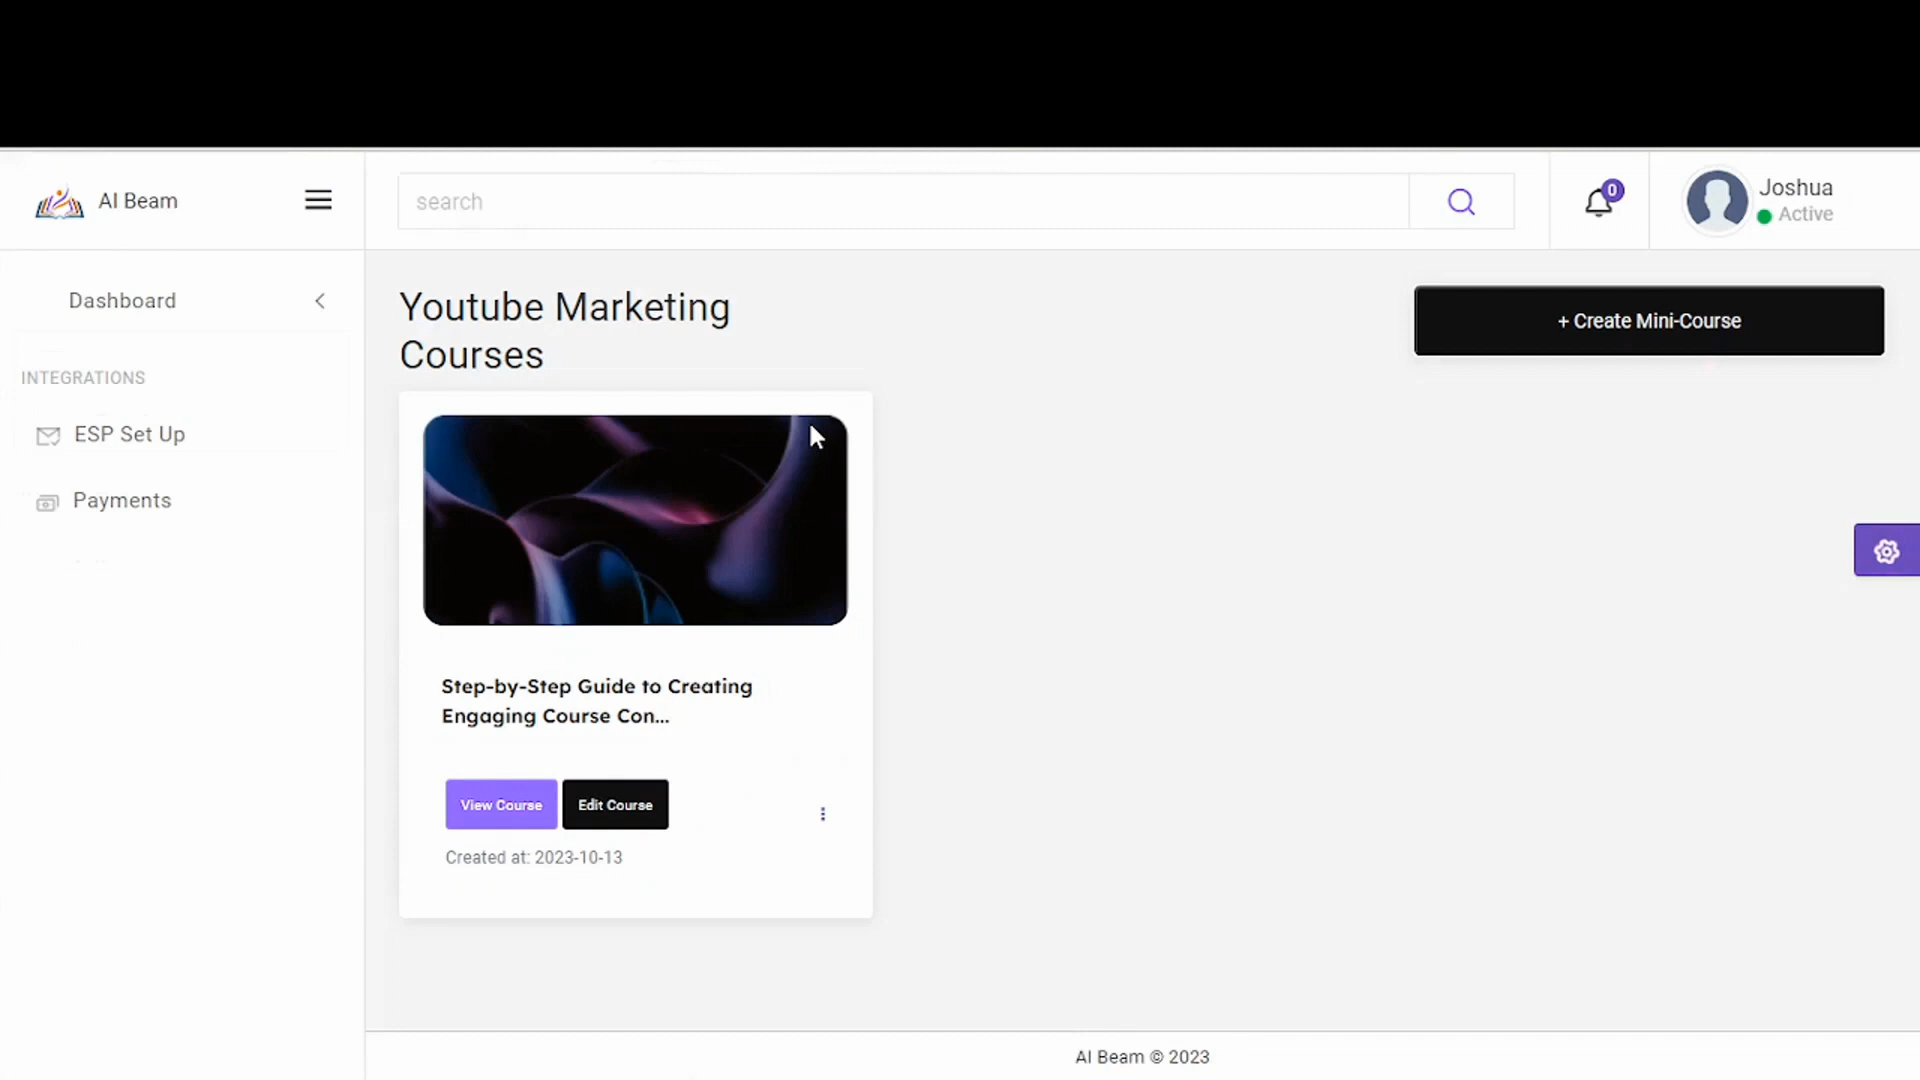 AI Beam
search
0
Joshua
Active
Dashboard
INTEGRATIONS
ESP Set Up
Payments
Youtube Marketing
Courses
+ Create Mini-Course
Step-by-Step Guide to Creating
Engaging Course Con...
View Course
Edit Course
Created at: 2023-10-13
AI Beam © 2023